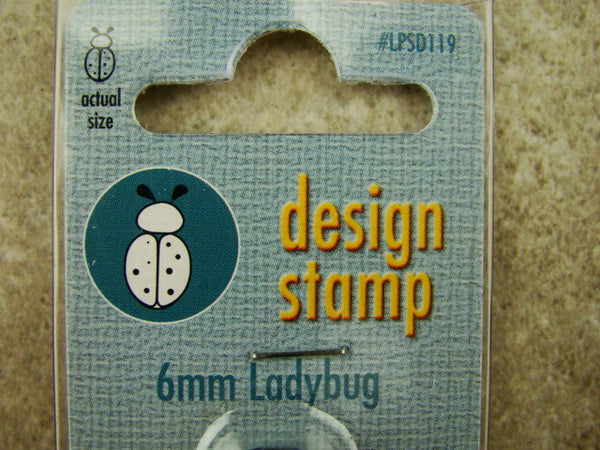 #LPSD119
actual
size
design
stamp
6mm Ladybug